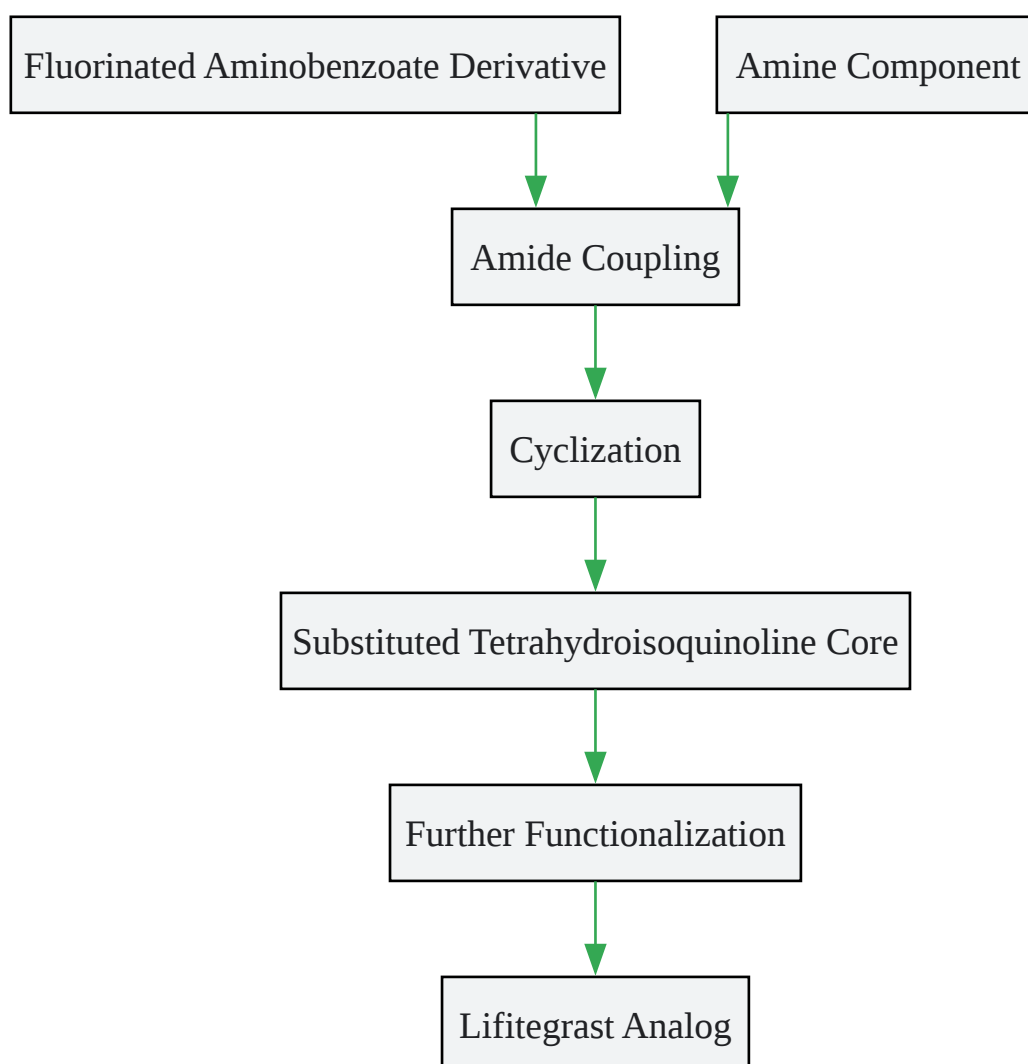 Fluorinated Aminobenzoate Derivative
Amine Component
Amide Coupling
Cyclization
Substituted Tetrahydroisoquinoline Core
Further Functionalization
Lifitegrast Analog